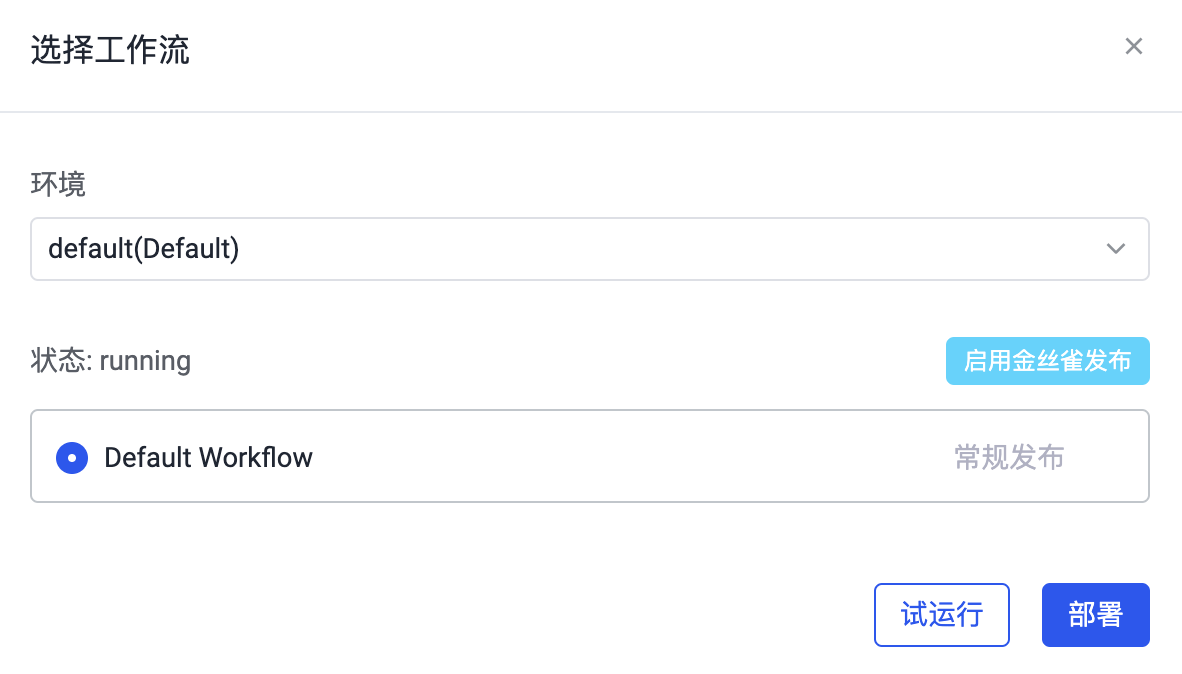 选择工作流
环境
default(Default)
状态: running
启用金丝雀发布
Default Workflow
常规发布
试运行
部署